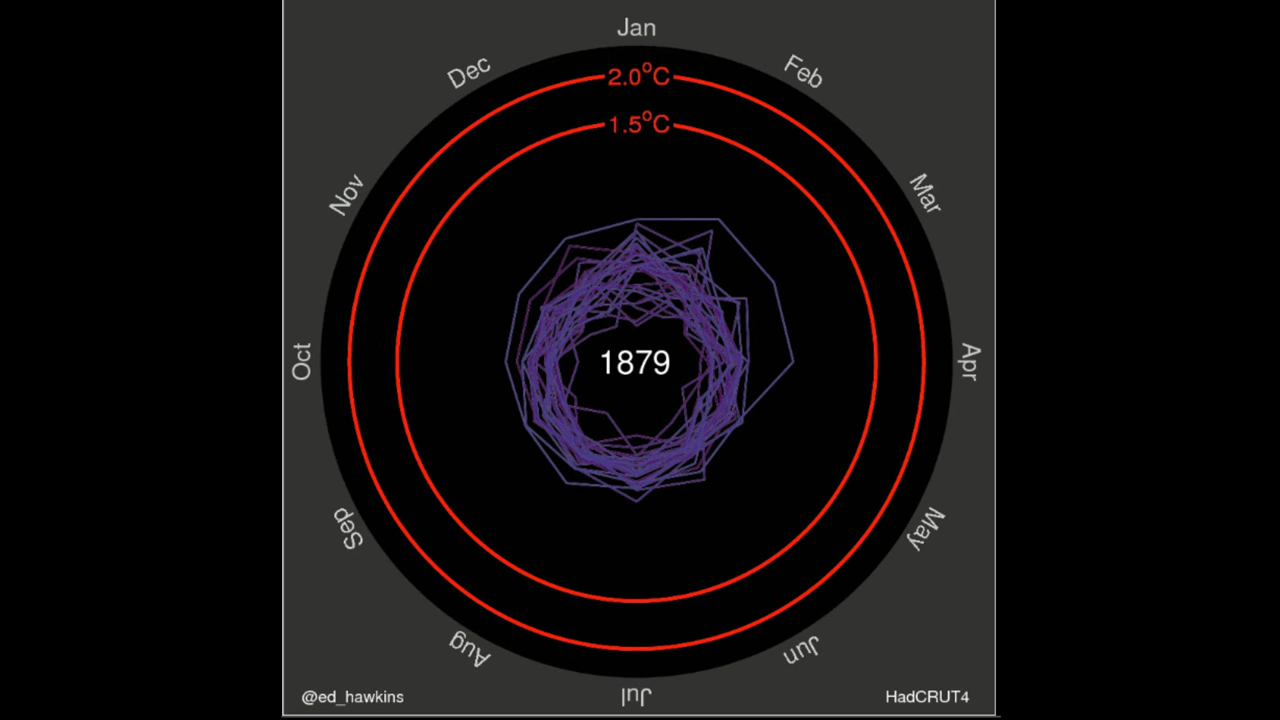 Jan
Feb
Mar
Apr
May
Jun
Jul
Aug
Sep
Oct
Nov
Dec
2.0°C
1.5°C
1879
@ed_hawkins
HadCRUT4